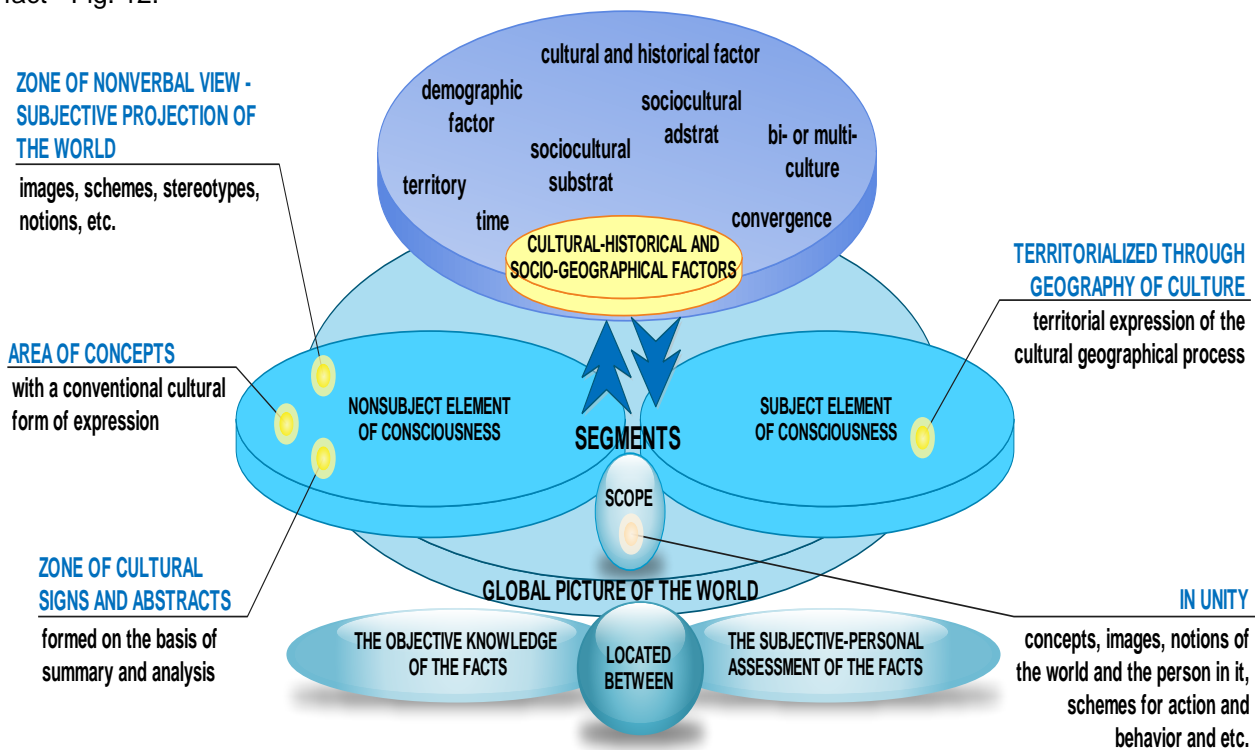 fact - Fig. 12.
cultural and historical factor
demographic
factor
sociocultural
adstrat
bi- or multi-
culture
sociocultural
substrat
territory
time
convergence
CULTURAL-HISTORICAL AND
SOCIO-GEOGRAPHICAL FACTORS
ZONE OF NONVERBAL VIEW -
SUBJECTIVE PROJECTION OF
THE WORLD
images, schemes, stereotypes,
notions, etc.
AREA OF CONCEPTS
with a conventional cultural
form of expression
ZONE OF CULTURAL
SIGNS AND ABSTRACTS
formed on the basis of
summary and analysis
NONSUBJECT ELEMENT
OF CONSCIOUSNESS
SEGMENTS
SUBJECT ELEMENT
OF CONSCIOUSNESS
TERRITORIALIZED THROUGH
GEOGRAPHY OF CULTURE
territorial expression of the
cultural geographical process
SCOPE
GLOBAL PICTURE OF THE WORLD
THE OBJECTIVE KNOWLEDGE
OF THE FACTS
LOCATED
BETWEEN
THE SUBJECTIVE-PERSONAL
ASSESSMENT OF THE FACTS
IN UNITY
concepts, images, notions of
the world and the person in it,
schemes for action and
behavior and etc.